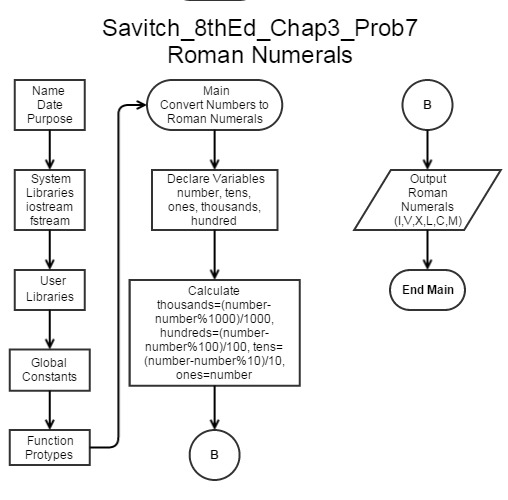 Savitch_8thEd_Chap3_Prob7
Roman Numerals
Name
Date
Purpose
System
Libraries
iostream
fstream
User
Libraries
Global
Constants
Function
Protypes
Main
Convert Numbers to
Roman Numerals
Declare Variables
number, tens,
ones, thousands,
hundred
Calculate
thousands=(number-
number%1000)/1000,
hundreds=(number-
number%100)/100, tens=
(number-number%10)/10,
ones=number
B
B
Output
Roman
Numerals
(I,V,X,L,C,M)
End Main